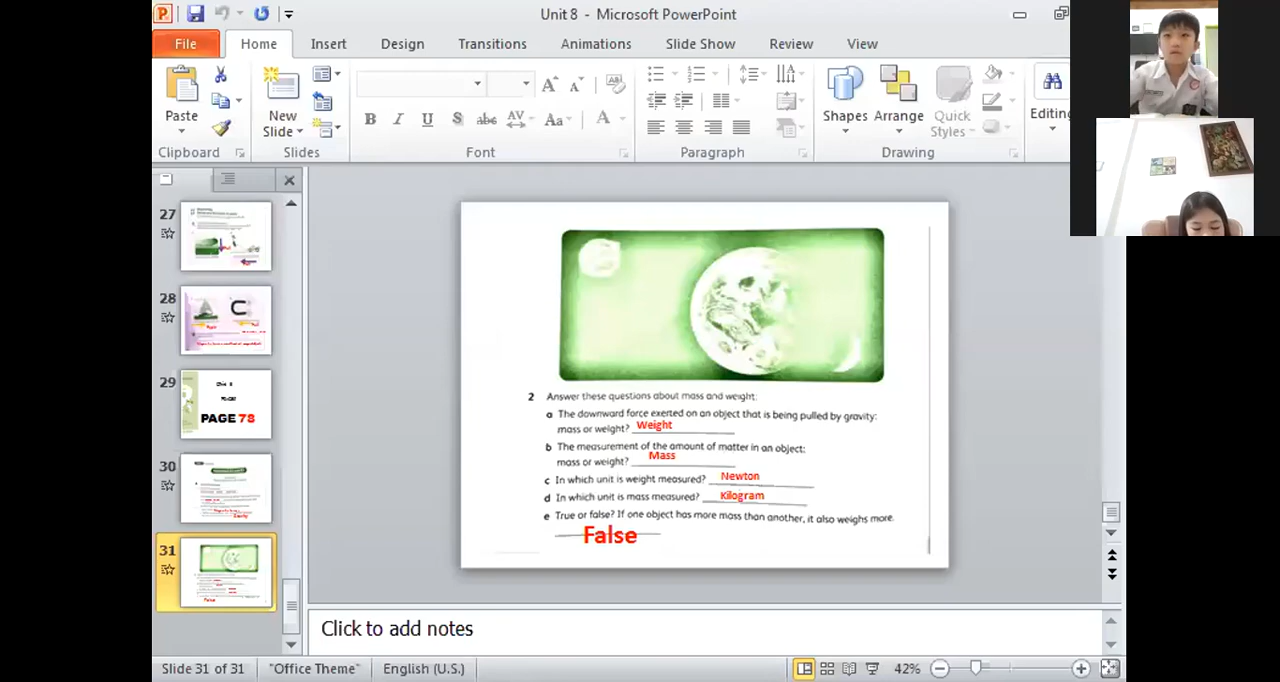 Unit 8 - Microsoft PowerPoint
File Home Insert Design Transitions Animations Slide Show Review View
Paste
New Slide
Shapes Arrange Quick Styles
Editing
Clipboard Slides Font Paragraph Drawing
B I U S abc AV Aa A
27
28
29
PAGE 78
30
31
2 Answer these questions about mass and weight:
a The downward force exerted on an object that is being pulled by gravity:
mass or weight? Weight
b The measurement of the amount of matter in an object:
mass or weight? Mass
c In which unit is weight measured? Newton
d In which unit is mass measured? Kilogram
e True or false? If one object has more mass than another, it also weighs more.
False
Click to add notes
Slide 31 of 31 "Office Theme" English (U.S.) 42%